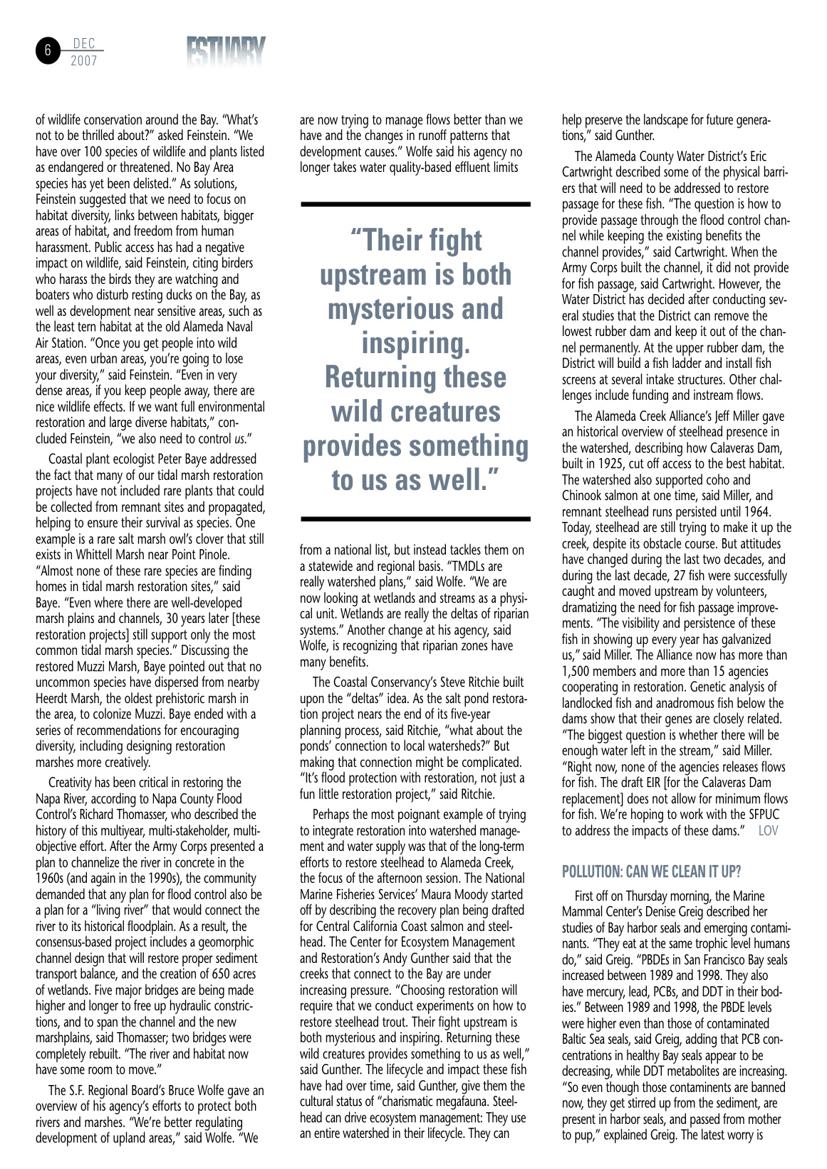 6
DEC
2007
ESTUARY
of wildlife conservation around the Bay. “What’s
not to be thrilled about?” asked Feinstein. “We
have over 100 species of wildlife and plants listed
as endangered or threatened. No Bay Area
species has yet been delisted.” As solutions,
Feinstein suggested that we need to focus on
habitat diversity, links between habitats, bigger
areas of habitat, and freedom from human
harassment. Public access has had a negative
impact on wildlife, said Feinstein, citing birders
who harass the birds they are watching and
boaters who disturb resting ducks on the Bay, as
well as development near sensitive areas, such as
the least tern habitat at the old Alameda Naval
Air Station. “Once you get people into wild
areas, even urban areas, you’re going to lose
your diversity,” said Feinstein. “Even in very
dense areas, if you keep people away, there are
nice wildlife effects. If we want full environmental
restoration and large diverse habitats,” con-
cluded Feinstein, “we also need to control us.”
Coastal plant ecologist Peter Baye addressed
the fact that many of our tidal marsh restoration
projects have not included rare plants that could
be collected from remnant sites and propagated,
helping to ensure their survival as species. One
example is a rare salt marsh owl’s clover that still
exists in Whittell Marsh near Point Pinole.
“Almost none of these rare species are finding
homes in tidal marsh restoration sites,” said
Baye. “Even where there are well-developed
marsh plains and channels, 30 years later [these
restoration projects] still support only the most
common tidal marsh species.” Discussing the
restored Muzzi Marsh, Baye pointed out that no
uncommon species have dispersed from nearby
Heerdt Marsh, the oldest prehistoric marsh in
the area, to colonize Muzzi. Baye ended with a
series of recommendations for encouraging
diversity, including designing restoration
marshes more creatively.
Creativity has been critical in restoring the
Napa River, according to Napa County Flood
Control’s Richard Thomasser, who described the
history of this multiyear, multi-stakeholder, multi-
objective effort. After the Army Corps presented a
plan to channelize the river in concrete in the
1960s (and again in the 1990s), the community
demanded that any plan for flood control also be
a plan for a “living river” that would connect the
river to its historical floodplain. As a result, the
consensus-based project includes a geomorphic
channel design that will restore proper sediment
transport balance, and the creation of 650 acres
of wetlands. Five major bridges are being made
higher and longer to free up hydraulic constric-
tions, and to span the channel and the new
marshplains, said Thomasser; two bridges were
completely rebuilt. “The river and habitat now
have some room to move.”
The S.F. Regional Board’s Bruce Wolfe gave an
overview of his agency’s efforts to protect both
rivers and marshes. “We’re better regulating
development of upland areas,” said Wolfe. “We
are now trying to manage flows better than we
have and the changes in runoff patterns that
development causes.” Wolfe said his agency no
longer takes water quality-based effluent limits
“Their fight
upstream is both
mysterious and
inspiring.
Returning these
wild creatures
provides something
to us as well.”
from a national list, but instead tackles them on
a statewide and regional basis. “TMDLs are
really watershed plans,” said Wolfe. “We are
now looking at wetlands and streams as a physi-
cal unit. Wetlands are really the deltas of riparian
systems.” Another change at his agency, said
Wolfe, is recognizing that riparian zones have
many benefits.
The Coastal Conservancy’s Steve Ritchie built
upon the “deltas” idea. As the salt pond restora-
tion project nears the end of its five-year
planning process, said Ritchie, “what about the
ponds’ connection to local watersheds?” But
making that connection might be complicated.
“It’s flood protection with restoration, not just a
fun little restoration project,” said Ritchie.
Perhaps the most poignant example of trying
to integrate restoration into watershed manage-
ment and water supply was that of the long-term
efforts to restore steelhead to Alameda Creek,
the focus of the afternoon session. The National
Marine Fisheries Services’ Maura Moody started
off by describing the recovery plan being drafted
for Central California Coast salmon and steel-
head. The Center for Ecosystem Management
and Restoration’s Andy Gunther said that the
creeks that connect to the Bay are under
increasing pressure. “Choosing restoration will
require that we conduct experiments on how to
restore steelhead trout. Their fight upstream is
both mysterious and inspiring. Returning these
wild creatures provides something to us as well,”
said Gunther. The lifecycle and impact these fish
have had over time, said Gunther, give them the
cultural status of “charismatic megafauna. Steel-
head can drive ecosystem management: They use
an entire watershed in their lifecycle. They can
help preserve the landscape for future genera-
tions,” said Gunther.
The Alameda County Water District’s Eric
Cartwright described some of the physical barri-
ers that will need to be addressed to restore
passage for these fish. “The question is how to
provide passage through the flood control chan-
nel while keeping the existing benefits the
channel provides,” said Cartwright. When the
Army Corps built the channel, it did not provide
for fish passage, said Cartwright. However, the
Water District has decided after conducting sev-
eral studies that the District can remove the
lowest rubber dam and keep it out of the chan-
nel permanently. At the upper rubber dam, the
District will build a fish ladder and install fish
screens at several intake structures. Other chal-
lenges include funding and instream flows.
The Alameda Creek Alliance’s Jeff Miller gave
an historical overview of steelhead presence in
the watershed, describing how Calaveras Dam,
built in 1925, cut off access to the best habitat.
The watershed also supported coho and
Chinook salmon at one time, said Miller, and
remnant steelhead runs persisted until 1964.
Today, steelhead are still trying to make it up the
creek, despite its obstacle course. But attitudes
have changed during the last two decades, and
during the last decade, 27 fish were successfully
caught and moved upstream by volunteers,
dramatizing the need for fish passage improve-
ments. “The visibility and persistence of these
fish in showing up every year has galvanized
us,” said Miller. The Alliance now has more than
1,500 members and more than 15 agencies
cooperating in restoration. Genetic analysis of
landlocked fish and anadromous fish below the
dams show that their genes are closely related.
“The biggest question is whether there will be
enough water left in the stream,” said Miller.
“Right now, none of the agencies releases flows
for fish. The draft EIR [for the Calaveras Dam
replacement] does not allow for minimum flows
for fish. We’re hoping to work with the SFPUC
to address the impacts of these dams.” LOV
POLLUTION: CAN WE CLEAN IT UP?
First off on Thursday morning, the Marine
Mammal Center’s Denise Greig described her
studies of Bay harbor seals and emerging contami-
nants. “They eat at the same trophic level humans
do,” said Greig. “PBDEs in San Francisco Bay seals
increased between 1989 and 1998. They also
have mercury, lead, PCBs, and DDT in their bod-
ies.” Between 1989 and 1998, the PBDE levels
were higher even than those of contaminated
Baltic Sea seals, said Greig, adding that PCB con-
centrations in healthy Bay seals appear to be
decreasing, while DDT metabolites are increasing.
“So even though those contaminents are banned
now, they get stirred up from the sediment, are
present in harbor seals, and passed from mother
to pup,” explained Greig. The latest worry is